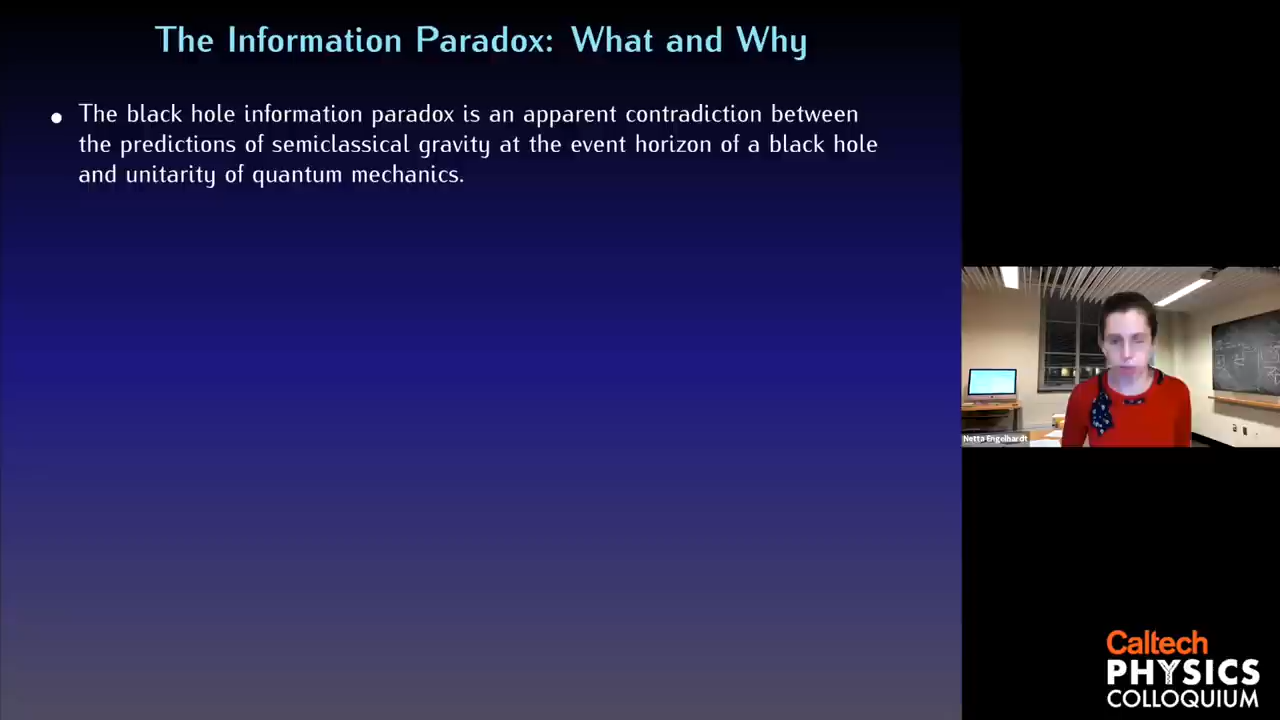 The Information Paradox: What and Why
• The black hole information paradox is an apparent contradiction between
the predictions of semiclassical gravity at the event horizon of a black hole
and unitarity of quantum mechanics.
Netta Engelhardt
Caltech
PHYSICS
COLLOQUIUM